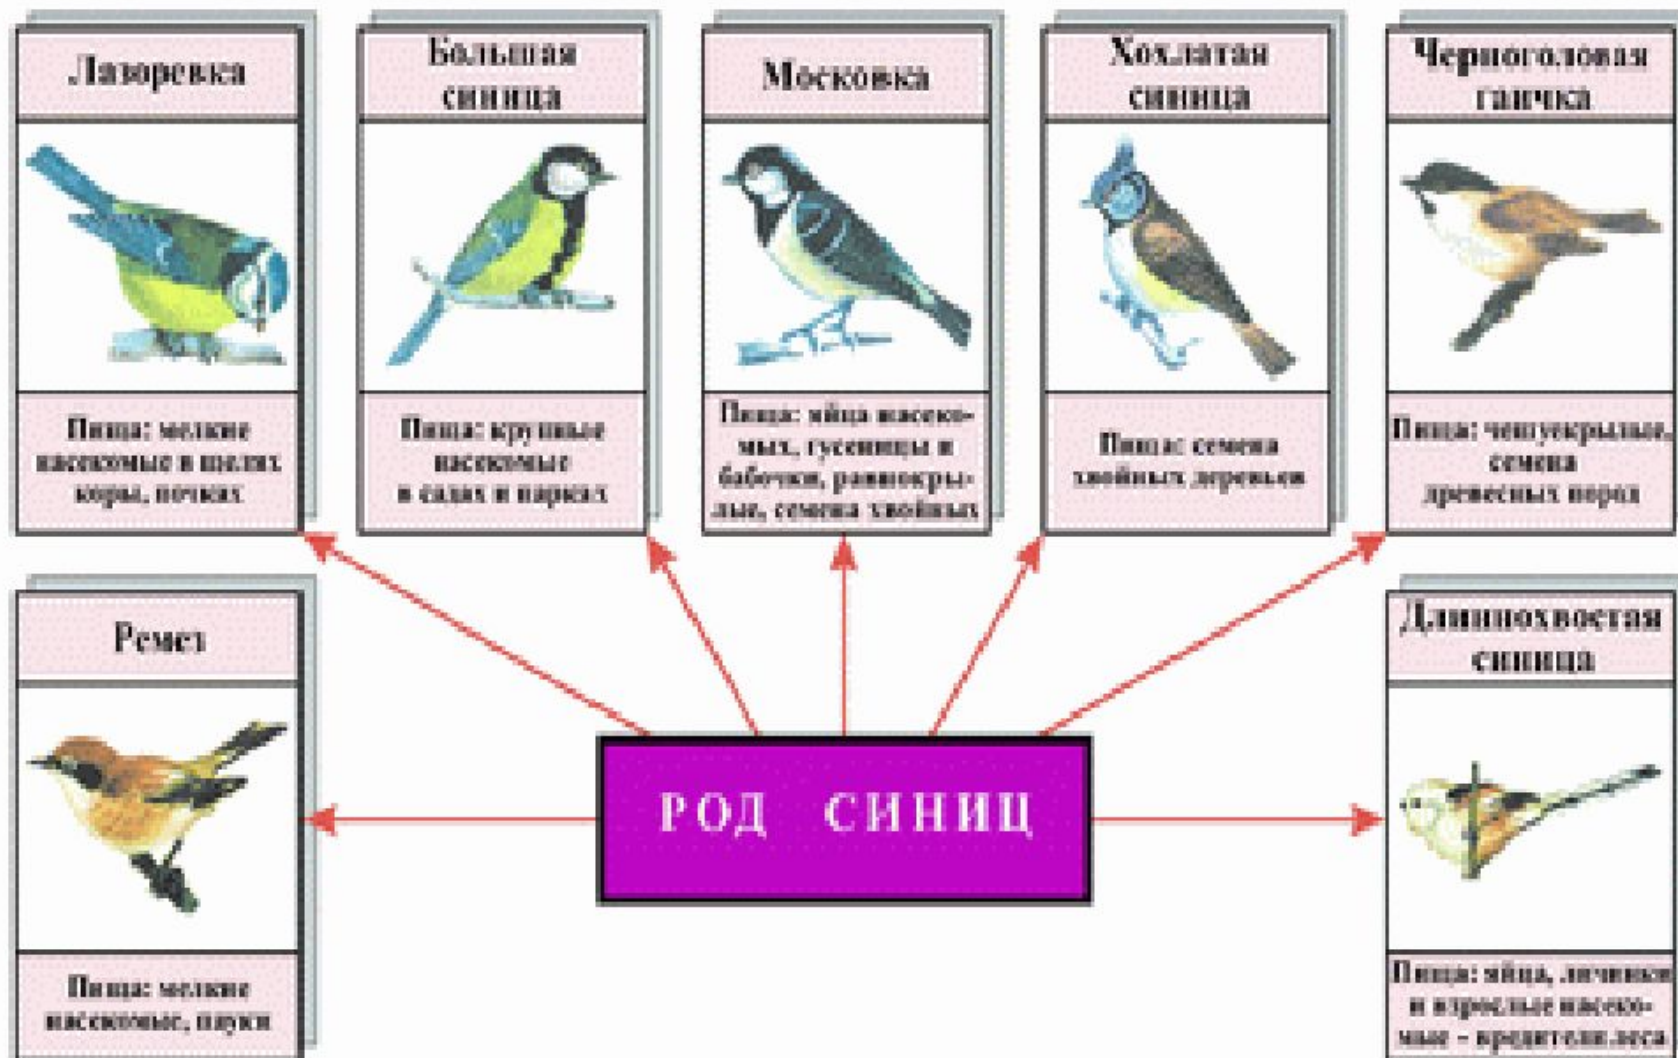 Лазоревка
Большая
синица
Московка
Хохлатая
синица
Черноголовая
гаичка
Пища: мелкие
насекомые в щелях
коры, почках
Пища: крупные
насекомые
в садах и парках
Пища: яйца насеко-
мых, гусеницы и
бабочки, равнокры-
лые, семена хвойных
Пища: семена
хвойных деревьев
Пища: чешуекрылые,
семена
древесных пород
Ремез
Длиннохвостая
синица
РОД СИНИЦ
Пища: мелкие
насекомые, пауки
Пища: яйца, личинки
и взрослые насеко-
мые - вредители леса